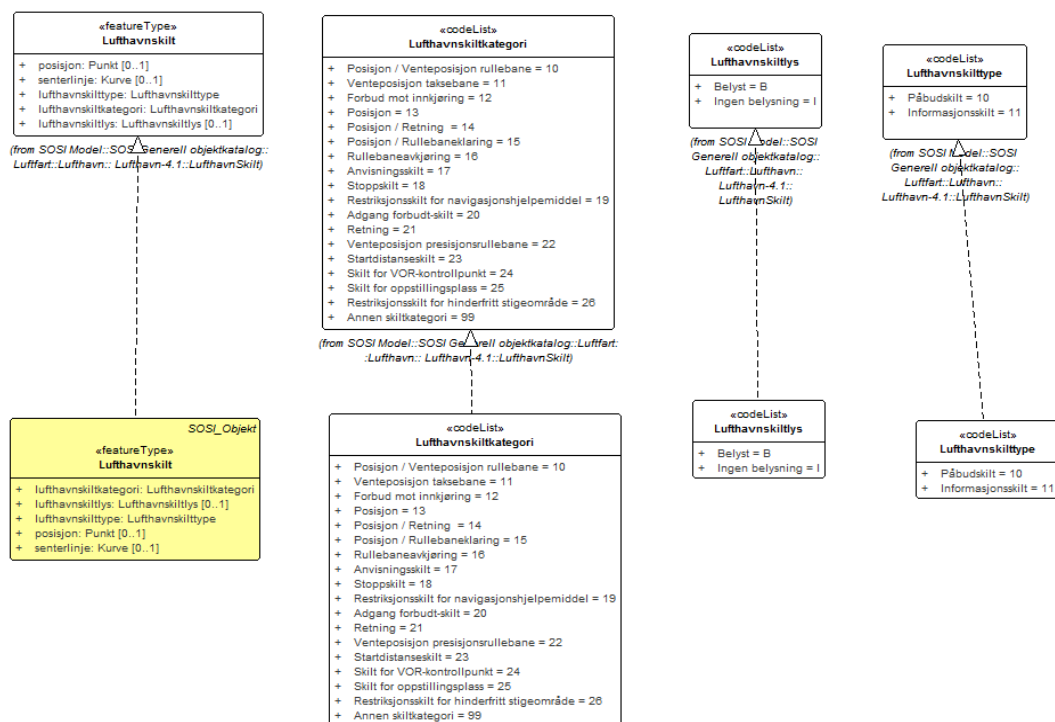 «featureType»
Lufthavnskilt
+ posisjon: Punkt [0..1]
+ senterlinje: Kurve [0..1]
+ lufthavnskilttype: Lufthavnskilttype
+ lufthavnskiltkategori: Lufthavnskiltkategori
+ lufthavnskiltlys: Lufthavnskiltlys [0..1]
(from SOSI Model::SOSI Generell objektkatalog::
Luftfart::Lufthavn:: Lufthavn-4.1::LufthavnSkilt)
«codeList»
Lufthavnskiltkategori
+ Posisjon / Venteposisjon rullebane = 10
+ Venteposisjon taksebane = 11
+ Forbud mot innkjøring = 12
+ Posisjon = 13
+ Posisjon / Retning = 14
+ Posisjon / Rullebaneklaring = 15
+ Rullebaneavkjøring = 16
+ Anvisningsskilt = 17
+ Stoppskilt = 18
+ Restriksjonsskilt for navigasjonshjelpemiddel = 19
+ Adgang forbudt-skilt = 20
+ Retning = 21
+ Venteposisjon presisjonsrullebane = 22
+ Startdistanseskilt = 23
+ Skilt for VOR-kontrollpunkt = 24
+ Skilt for oppstillingsplass = 25
+ Restriksjonsskilt for hinderfritt stigeområde = 26
+ Annen skiltkategori = 99
(from SOSI Model::SOSI Generell objektkatalog::Luftfart:
:Lufthavn:: Lufthavn-4.1::LufthavnSkilt)
«codeList»
Lufthavnskiltlys
+ Belyst = B
+ Ingen belysning = I
(from SOSI Model::SOSI
Generell objektkatalog::
Luftfart::Lufthavn::
Lufthavn-4.1::
LufthavnSkilt)
«codeList»
Lufthavnskilttype
+ Påbudskilt = 10
+ Informasjonsskilt = 11
(from SOSI Model::SOSI
Generell objektkatalog::
Luftfart::Lufthavn::
Lufthavn-4.1::LufthavnSkilt)
SOSI_Objekt
«featureType»
Lufthavnskilt
+ lufthavnskiltkategori: Lufthavnskiltkategori
+ lufthavnskiltlys: Lufthavnskiltlys [0..1]
+ lufthavnskilttype: Lufthavnskilttype
+ posisjon: Punkt [0..1]
+ senterlinje: Kurve [0..1]
«codeList»
Lufthavnskiltkategori
+ Posisjon / Venteposisjon rullebane = 10
+ Venteposisjon taksebane = 11
+ Forbud mot innkjøring = 12
+ Posisjon = 13
+ Posisjon / Retning = 14
+ Posisjon / Rullebaneklaring = 15
+ Rullebaneavkjøring = 16
+ Anvisningsskilt = 17
+ Stoppskilt = 18
+ Restriksjonsskilt for navigasjonshjelpemiddel = 19
+ Adgang forbudt-skilt = 20
+ Retning = 21
+ Venteposisjon presisjonsrullebane = 22
+ Startdistanseskilt = 23
+ Skilt for VOR-kontrollpunkt = 24
+ Skilt for oppstillingsplass = 25
+ Restriksjonsskilt for hinderfritt stigeområde = 26
+ Annen skiltkategori = 99
«codeList»
Lufthavnskiltlys
+ Belyst = B
+ Ingen belysning = I
«codeList»
Lufthavnskilttype
+ Påbudskilt = 10
+ Informasjonsskilt = 11